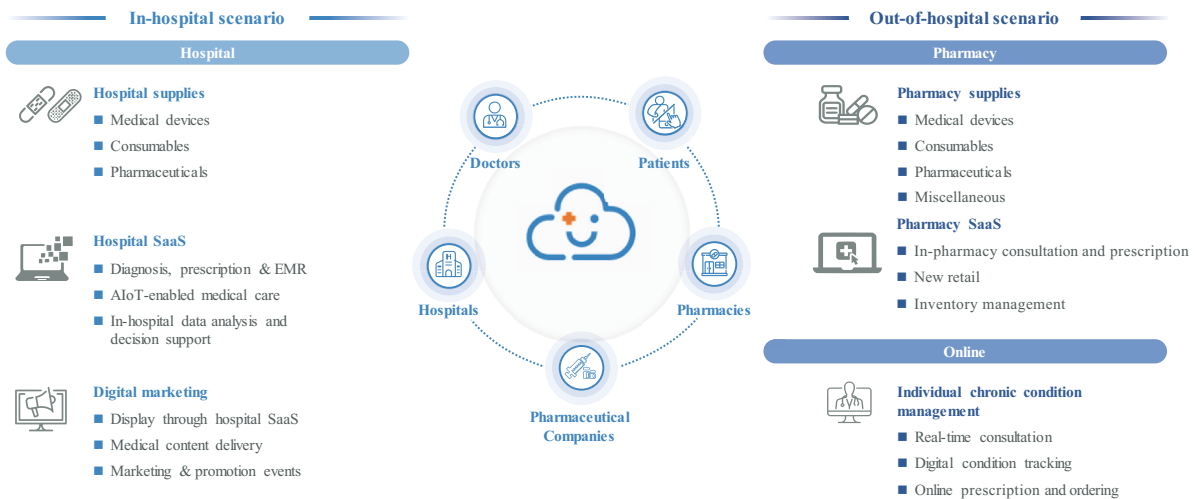 In-hospital scenario
Hospital
Hospital supplies
Medical devices
Consumables
Pharmaceuticals
Hospital SaaS
Diagnosis, prescription & EMR
AIoT-enabled medical care
In-hospital data analysis and
decision support
Digital marketing
Display through hospital SaaS
Medical content delivery
Marketing & promotion events
Doctors
Patients
Hospitals
H
Pharmacies
Pharmaceutical
Companies
Out-of-hospital scenario
Pharmacy
Pharmacy supplies
Medical devices
Consumables
Pharmaceuticals
Miscellaneous
Pharmacy SaaS
In-pharmacy consultation and prescription
New retail
Inventory management
Online
Individual chronic condition
management
Real-time consultation
Digital condition tracking
Online prescription and ordering